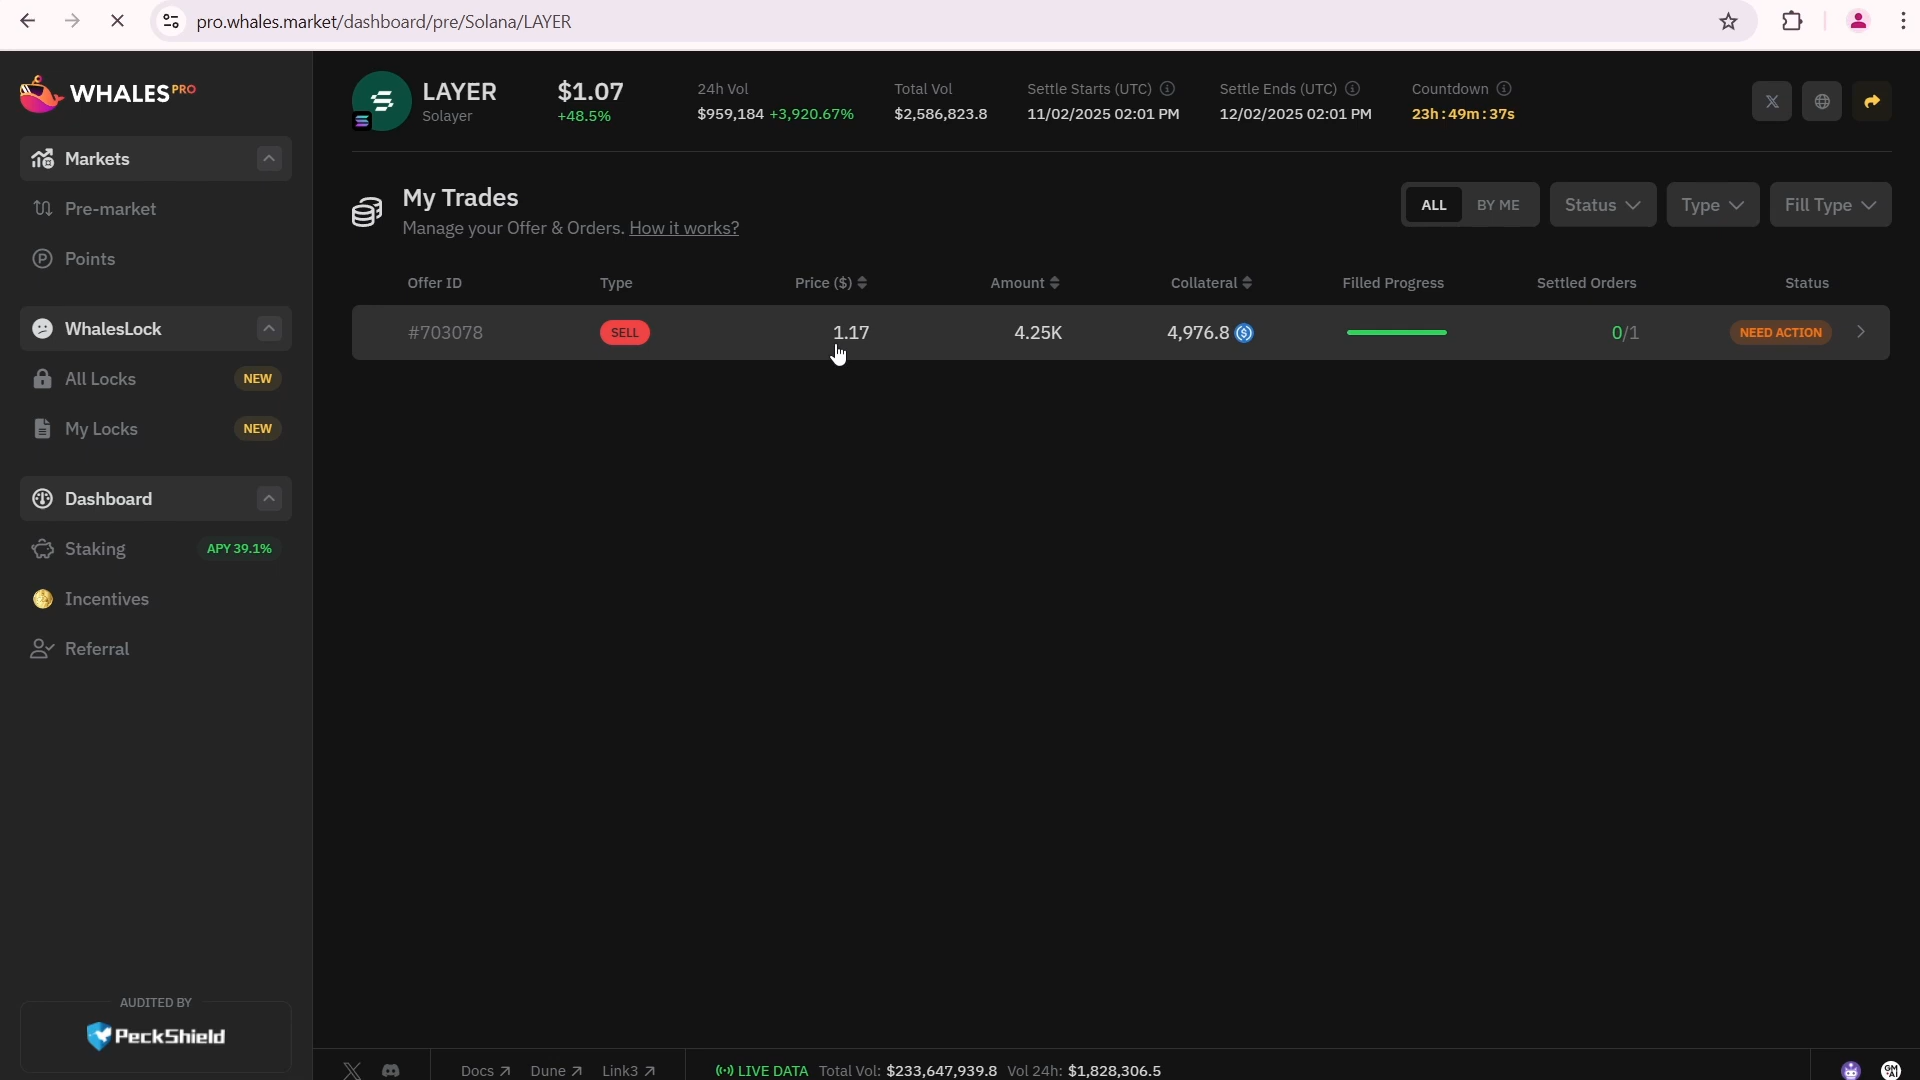 pro.whales.market/dashboard/pre/Solana/LAYER
WHALES PRO
Markets
Pre-market
Points
WhalesLock
All Locks NEW
My Locks NEW
Dashboard
Staking APY 39.1%
Incentives
Referral
AUDITED BY
PeckShield
LAYER
Solayer
$1.07
+48.5%
24h Vol
$959,184 +3,920.67%
Total Vol
$2,586,823.8
Settle Starts (UTC)
11/02/2025 02:01 PM
Settle Ends (UTC)
12/02/2025 02:01 PM
Countdown
23h : 49m : 37s
My Trades
Manage your Offer & Orders. How it works?
ALL BY ME Status Type Fill Type
Offer ID Type Price ($) Amount Collateral Filled Progress Settled Orders Status
#703078 SELL 1.17 4.25K 4,976.8 0/1 NEED ACTION
Docs Dune Link3 LIVE DATA Total Vol: $233,647,939.8 Vol 24h: $1,828,306.5
GM
AI